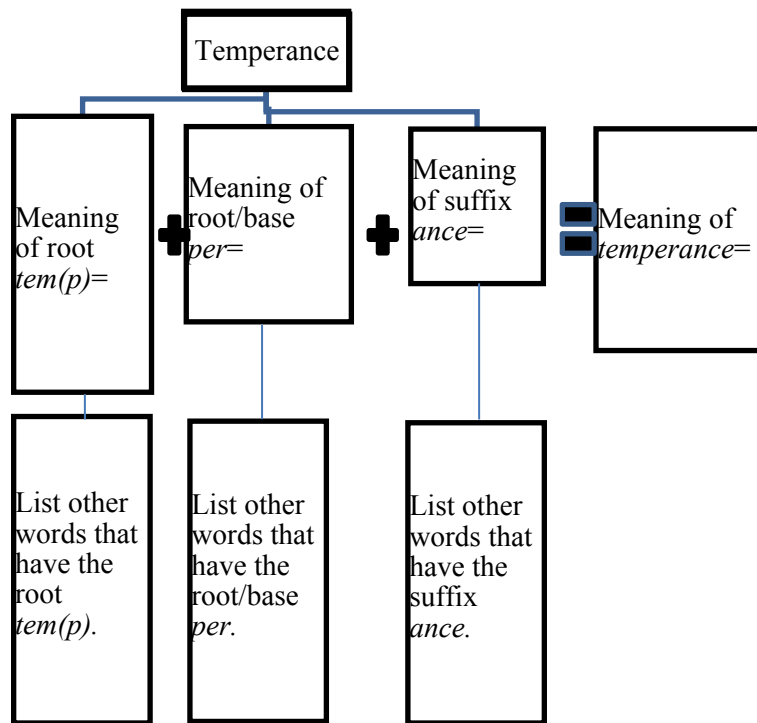 Temperance
Meaning
of root
tem(p)=
Meaning of
root/base
per=
Meaning
of suffix
ance=
Meaning of
temperance=
List other
words that
have the
root
tem(p).
List other
words that
have the
root/base
per.
List other
words that
have the
suffix
ance.